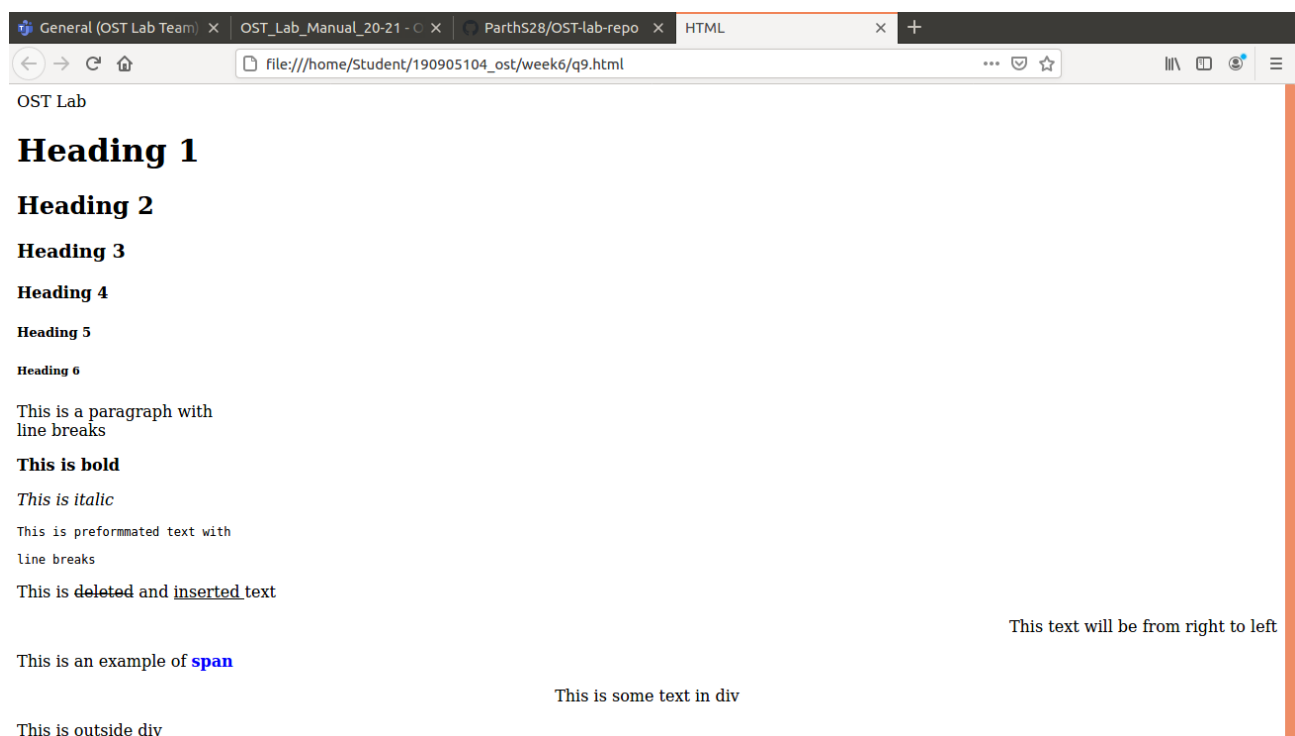 General (OST Lab Team)
OST_Lab_Manual_20-21 - O
ParthS28/OST-lab-repo
HTML
file:///home/Student/190905104_ost/week6/q9.html
OST Lab
Heading 1
Heading 2
Heading 3
Heading 4
Heading 5
Heading 6
This is a paragraph with
line breaks
This is bold
This is italic
This is preformmated text with
line breaks
This is deleted and inserted text
This text will be from right to left
This is an example of span
This is some text in div
This is outside div